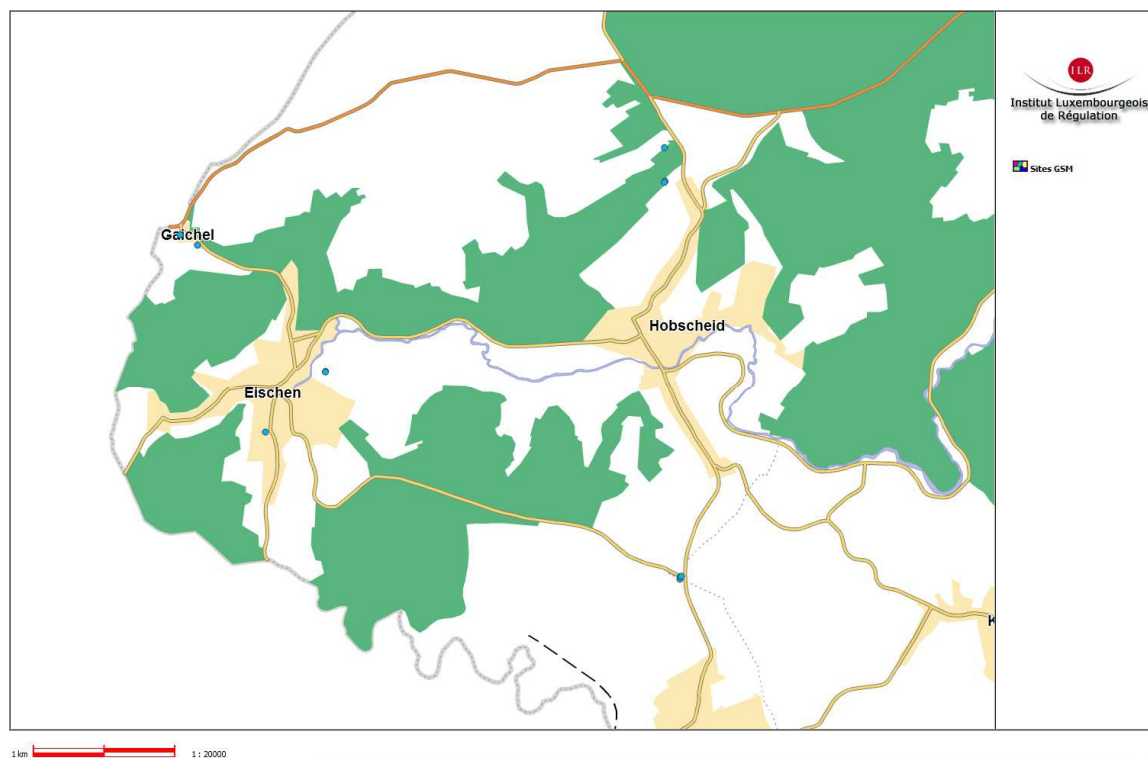 ILR
Institut Luxembourgeois
de Régulation
Sites GSM
Gaichel
Hobscheid
Eischen
K
1 km
1 : 20000